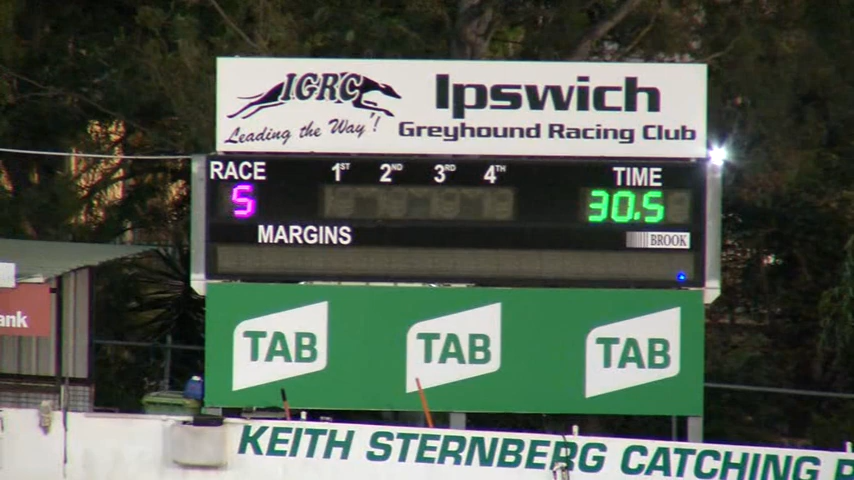 IGRC
Leading the Way'!
Ipswich
Greyhound Racing Club
RACE 1ST 2ND 3RD 4TH TIME
5 30.5
MARGINS BROOK
TAB TAB TAB
ank
KEITH STERNBERG CATCHING P